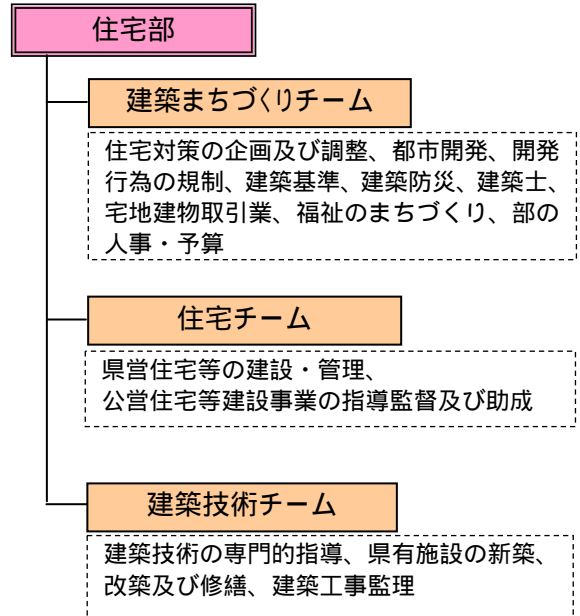 住宅部
建築まちづくりチーム
住宅対策の企画及び調整、都市開発、開発
行為の規制、建築基準、建築防災、建築士、
宅地建物取引業、福祉のまちづくり、部の
人事・予算
住宅チーム
県営住宅等の建設・管理、
公営住宅等建設事業の指導監督及び助成
建築技術チーム
建築技術の専門的指導、県有施設の新築、
改築及び修繕、建築工事監理